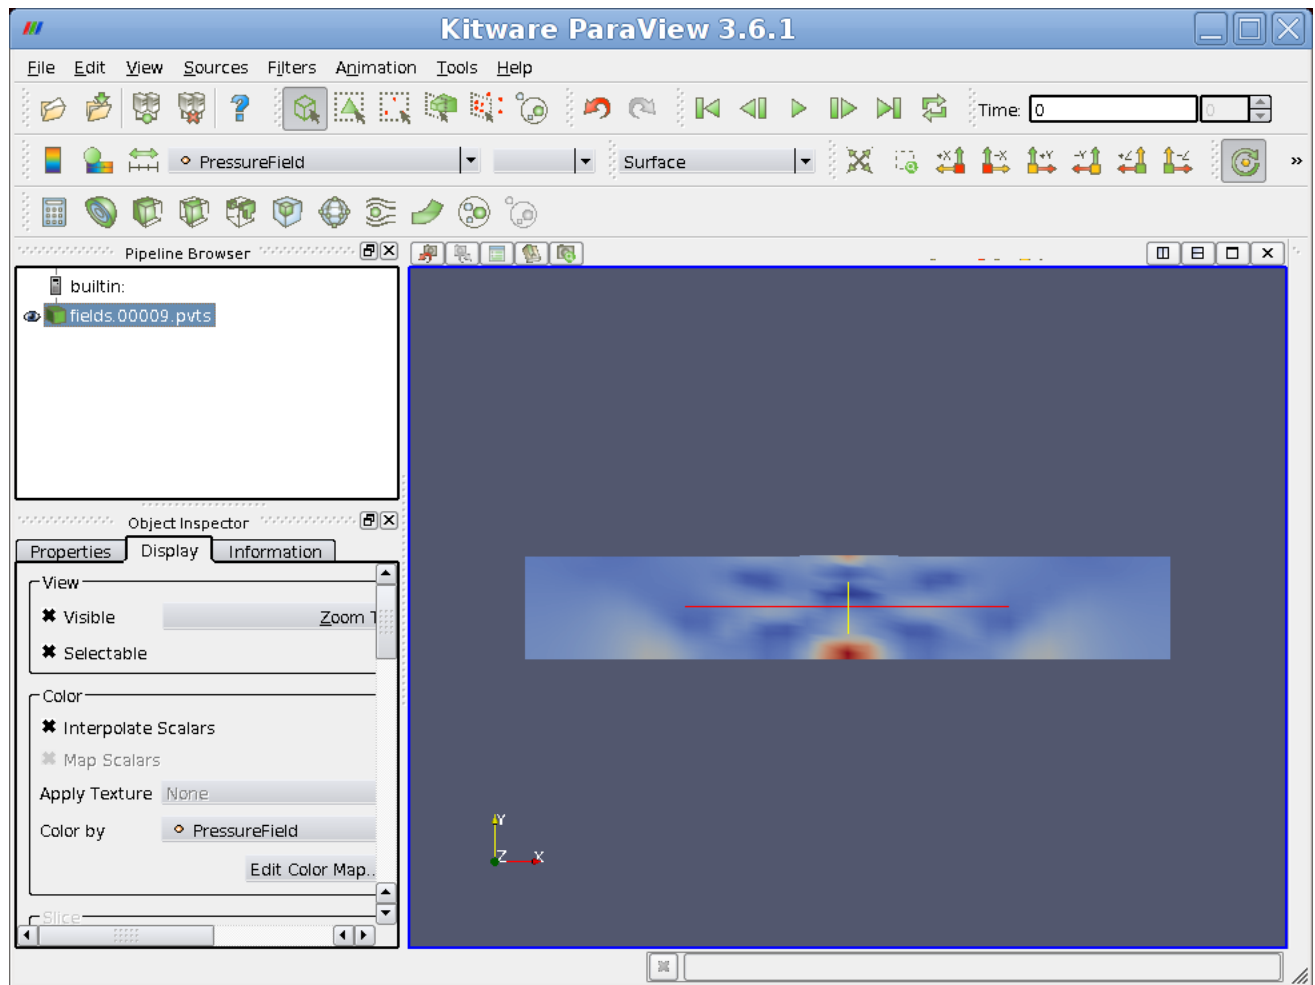 Kitware ParaView 3.6.1
File Edit View Sources Filters Animation Tools Help
Time: 0 0
PressureField Surface
+X -X +Y -Y +Z -Z
»
Pipeline Browser
builtin:
fields.00009.pvts
Object Inspector
Properties Display Information
View
Visible Zoom T
Selectable
Color
Interpolate Scalars
Map Scalars
Apply Texture None
Color by PressureField
Edit Color Map..
Slice
Y
Z X